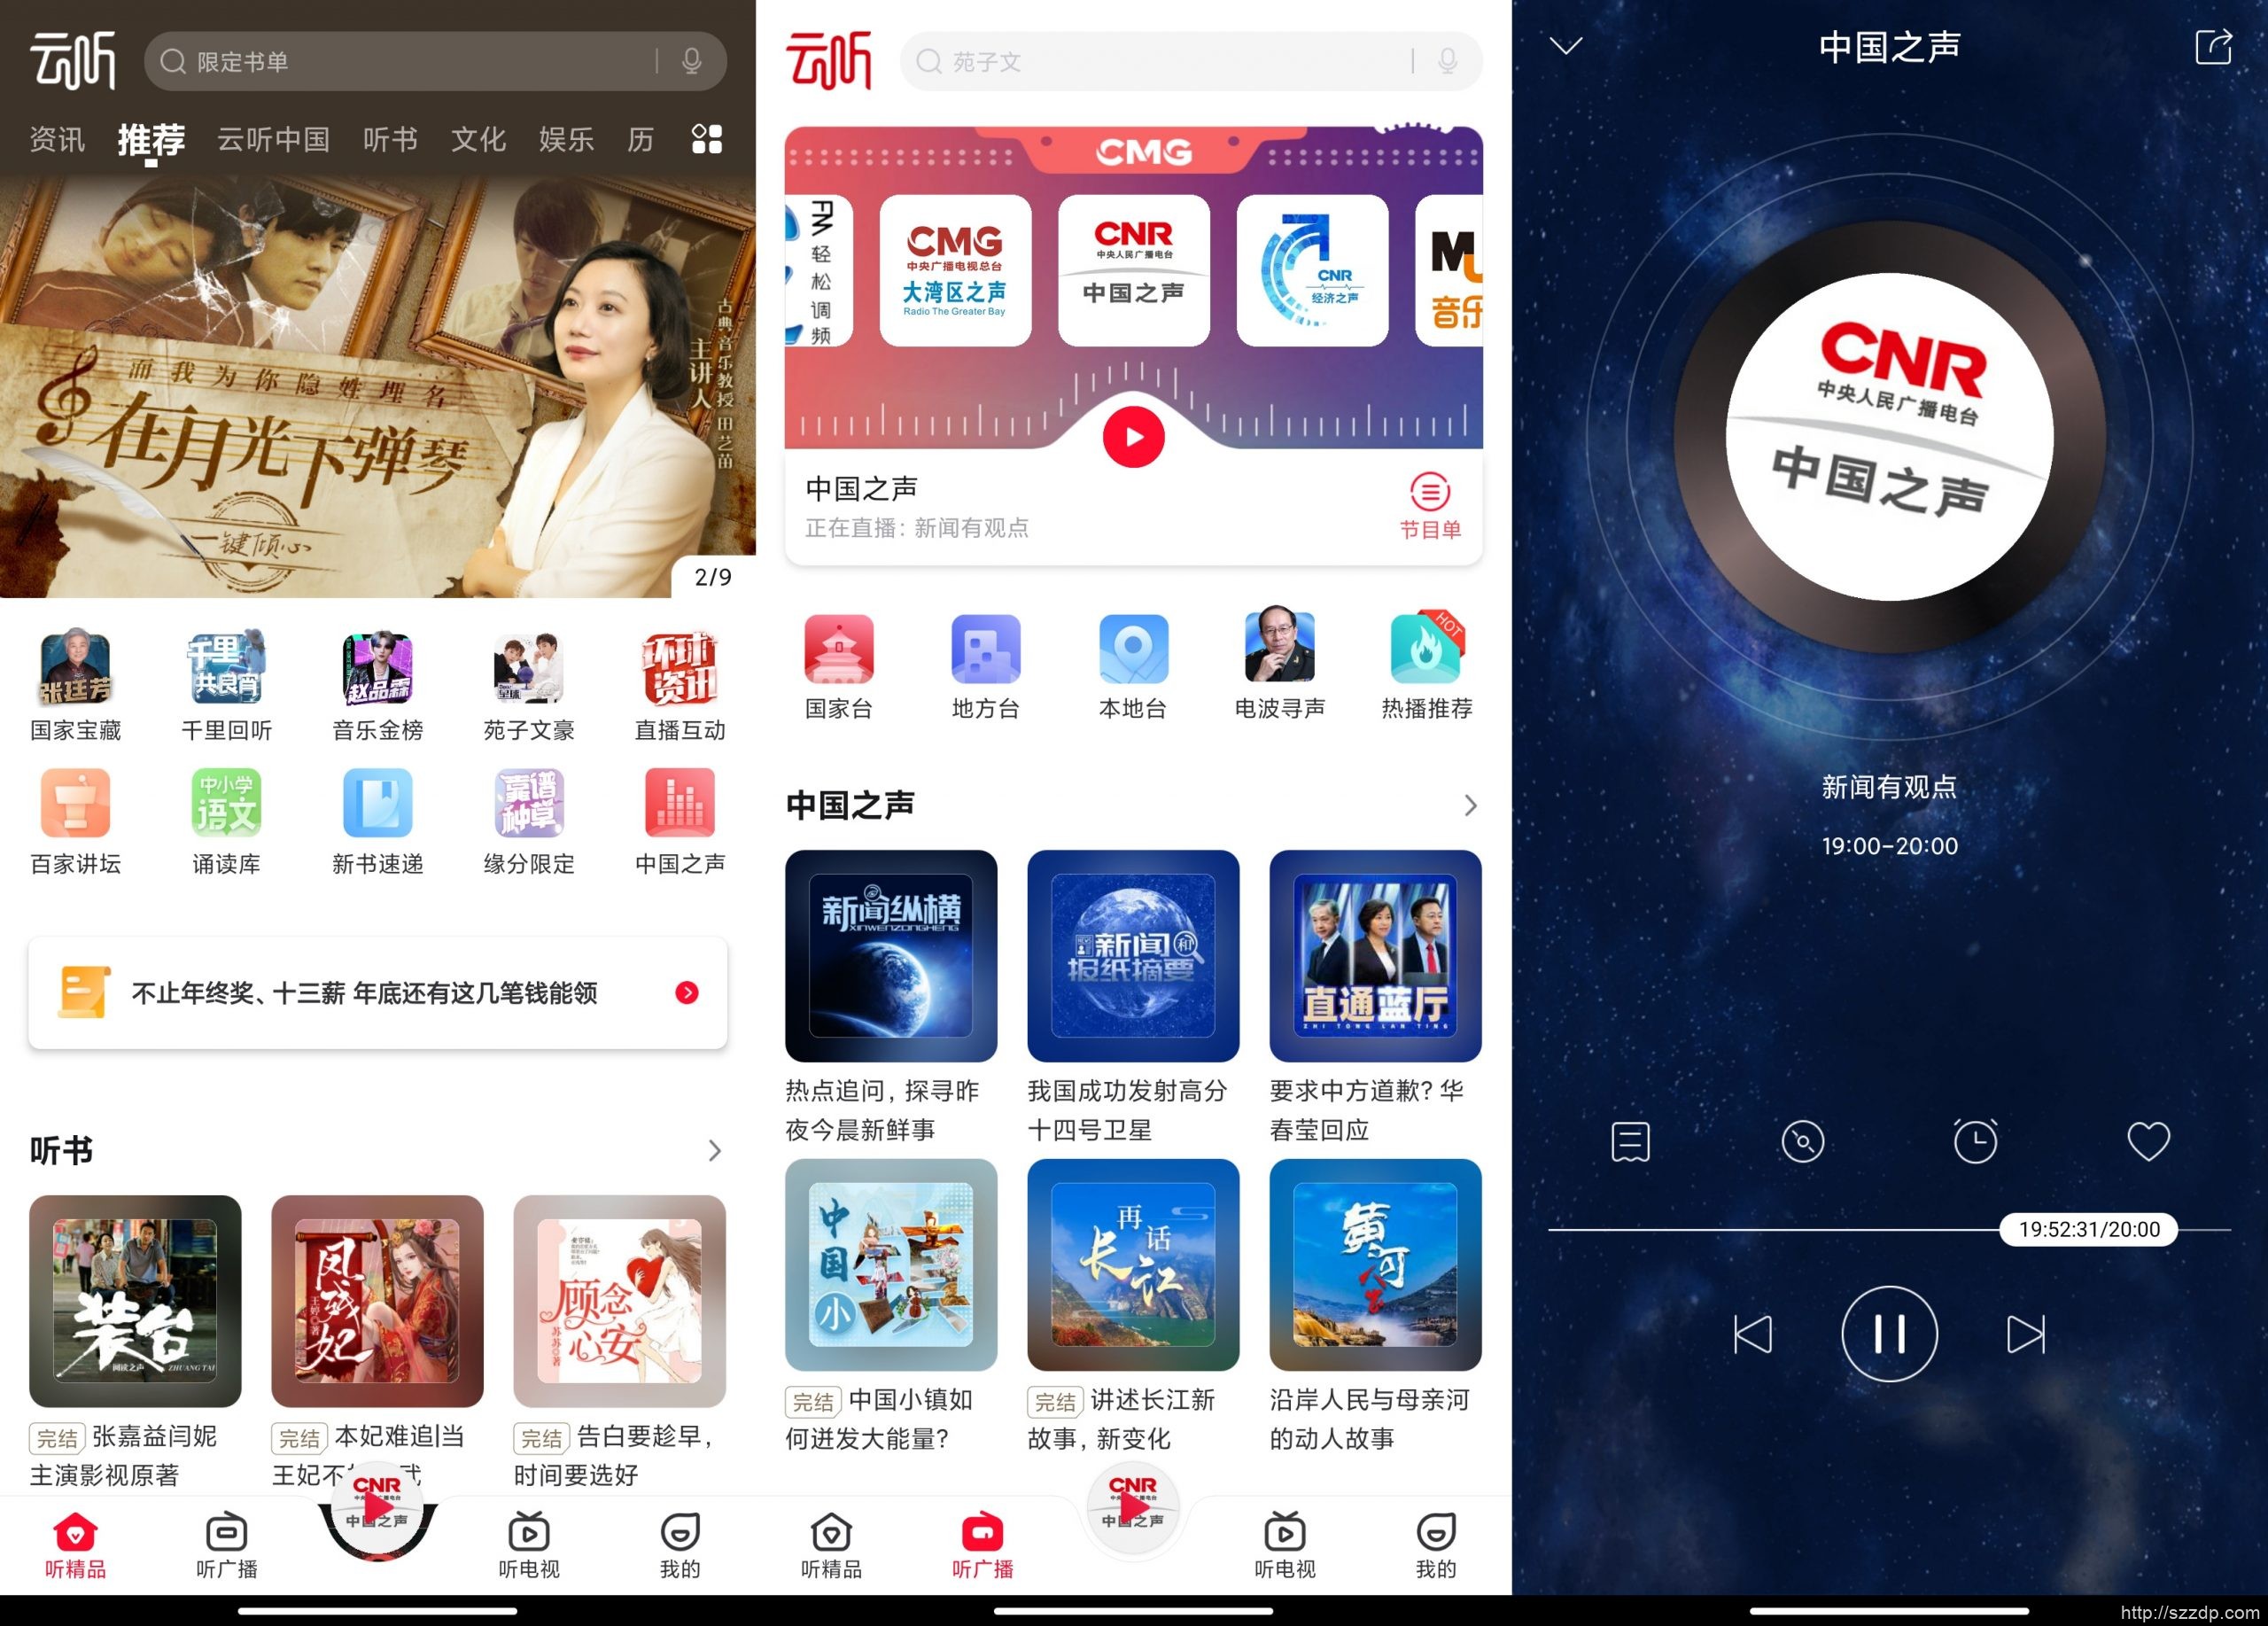 云听
限定书单
资讯 推荐 云听中国 听书 文化 娱乐 历
而我为你隐姓埋名
在月光下弹琴
一键倾心
主讲人
古典音乐教授 田艺苗
2/9
张廷芳
千里
共良宵
赵品霖
星球
环球
资讯
国家宝藏 千里回听 音乐金榜 苑子文豪 直播互动
中小学
语文
靠谱
种草
百家讲坛 诵读库 新书速递 缘分限定 中国之声
不止年终奖、十三薪 年底还有这几笔钱能领
听书
装台
阅读之声 ZHUANG TAI
凤戏妃
王婷 著
顾念
心安
苏苏 著
完结 张嘉益闫妮
主演影视原著
完结 本妃难追|当
王妃不
完结 告白要趁早，
时间要选好
CNR
中国之声
听精品 听广播 听电视 我的
云听
苑子文
CMG
FM
轻松调频
CMG
中央广播电视总台
大湾区之声
Radio The Greater Bay
CNR
中央人民广播电台
中国之声
CNR
经济之声
音乐
中国之声
正在直播：新闻有观点
节目单
HOT
国家台 地方台 本地台 电波寻声 热播推荐
中国之声
新闻纵横
XINWENZONGHENG
新闻和
报纸摘要
直通蓝厅
ZHI TONG LAN TING
热点追问，探寻昨
夜今晨新鲜事
我国成功发射高分
十四号卫星
要求中方道歉？华
春莹回应
中国
小镇
再话
长江
黄河
人家
完结 中国小镇如
何迸发大能量？
完结 讲述长江新
故事，新变化
沿岸人民与母亲河
的动人故事
CNR
中国之声
听精品 听广播 听电视 我的
中国之声
CNR
中央人民广播电台
中国之声
新闻有观点
19:00-20:00
19:52:31/20:00
http://szzdp.com